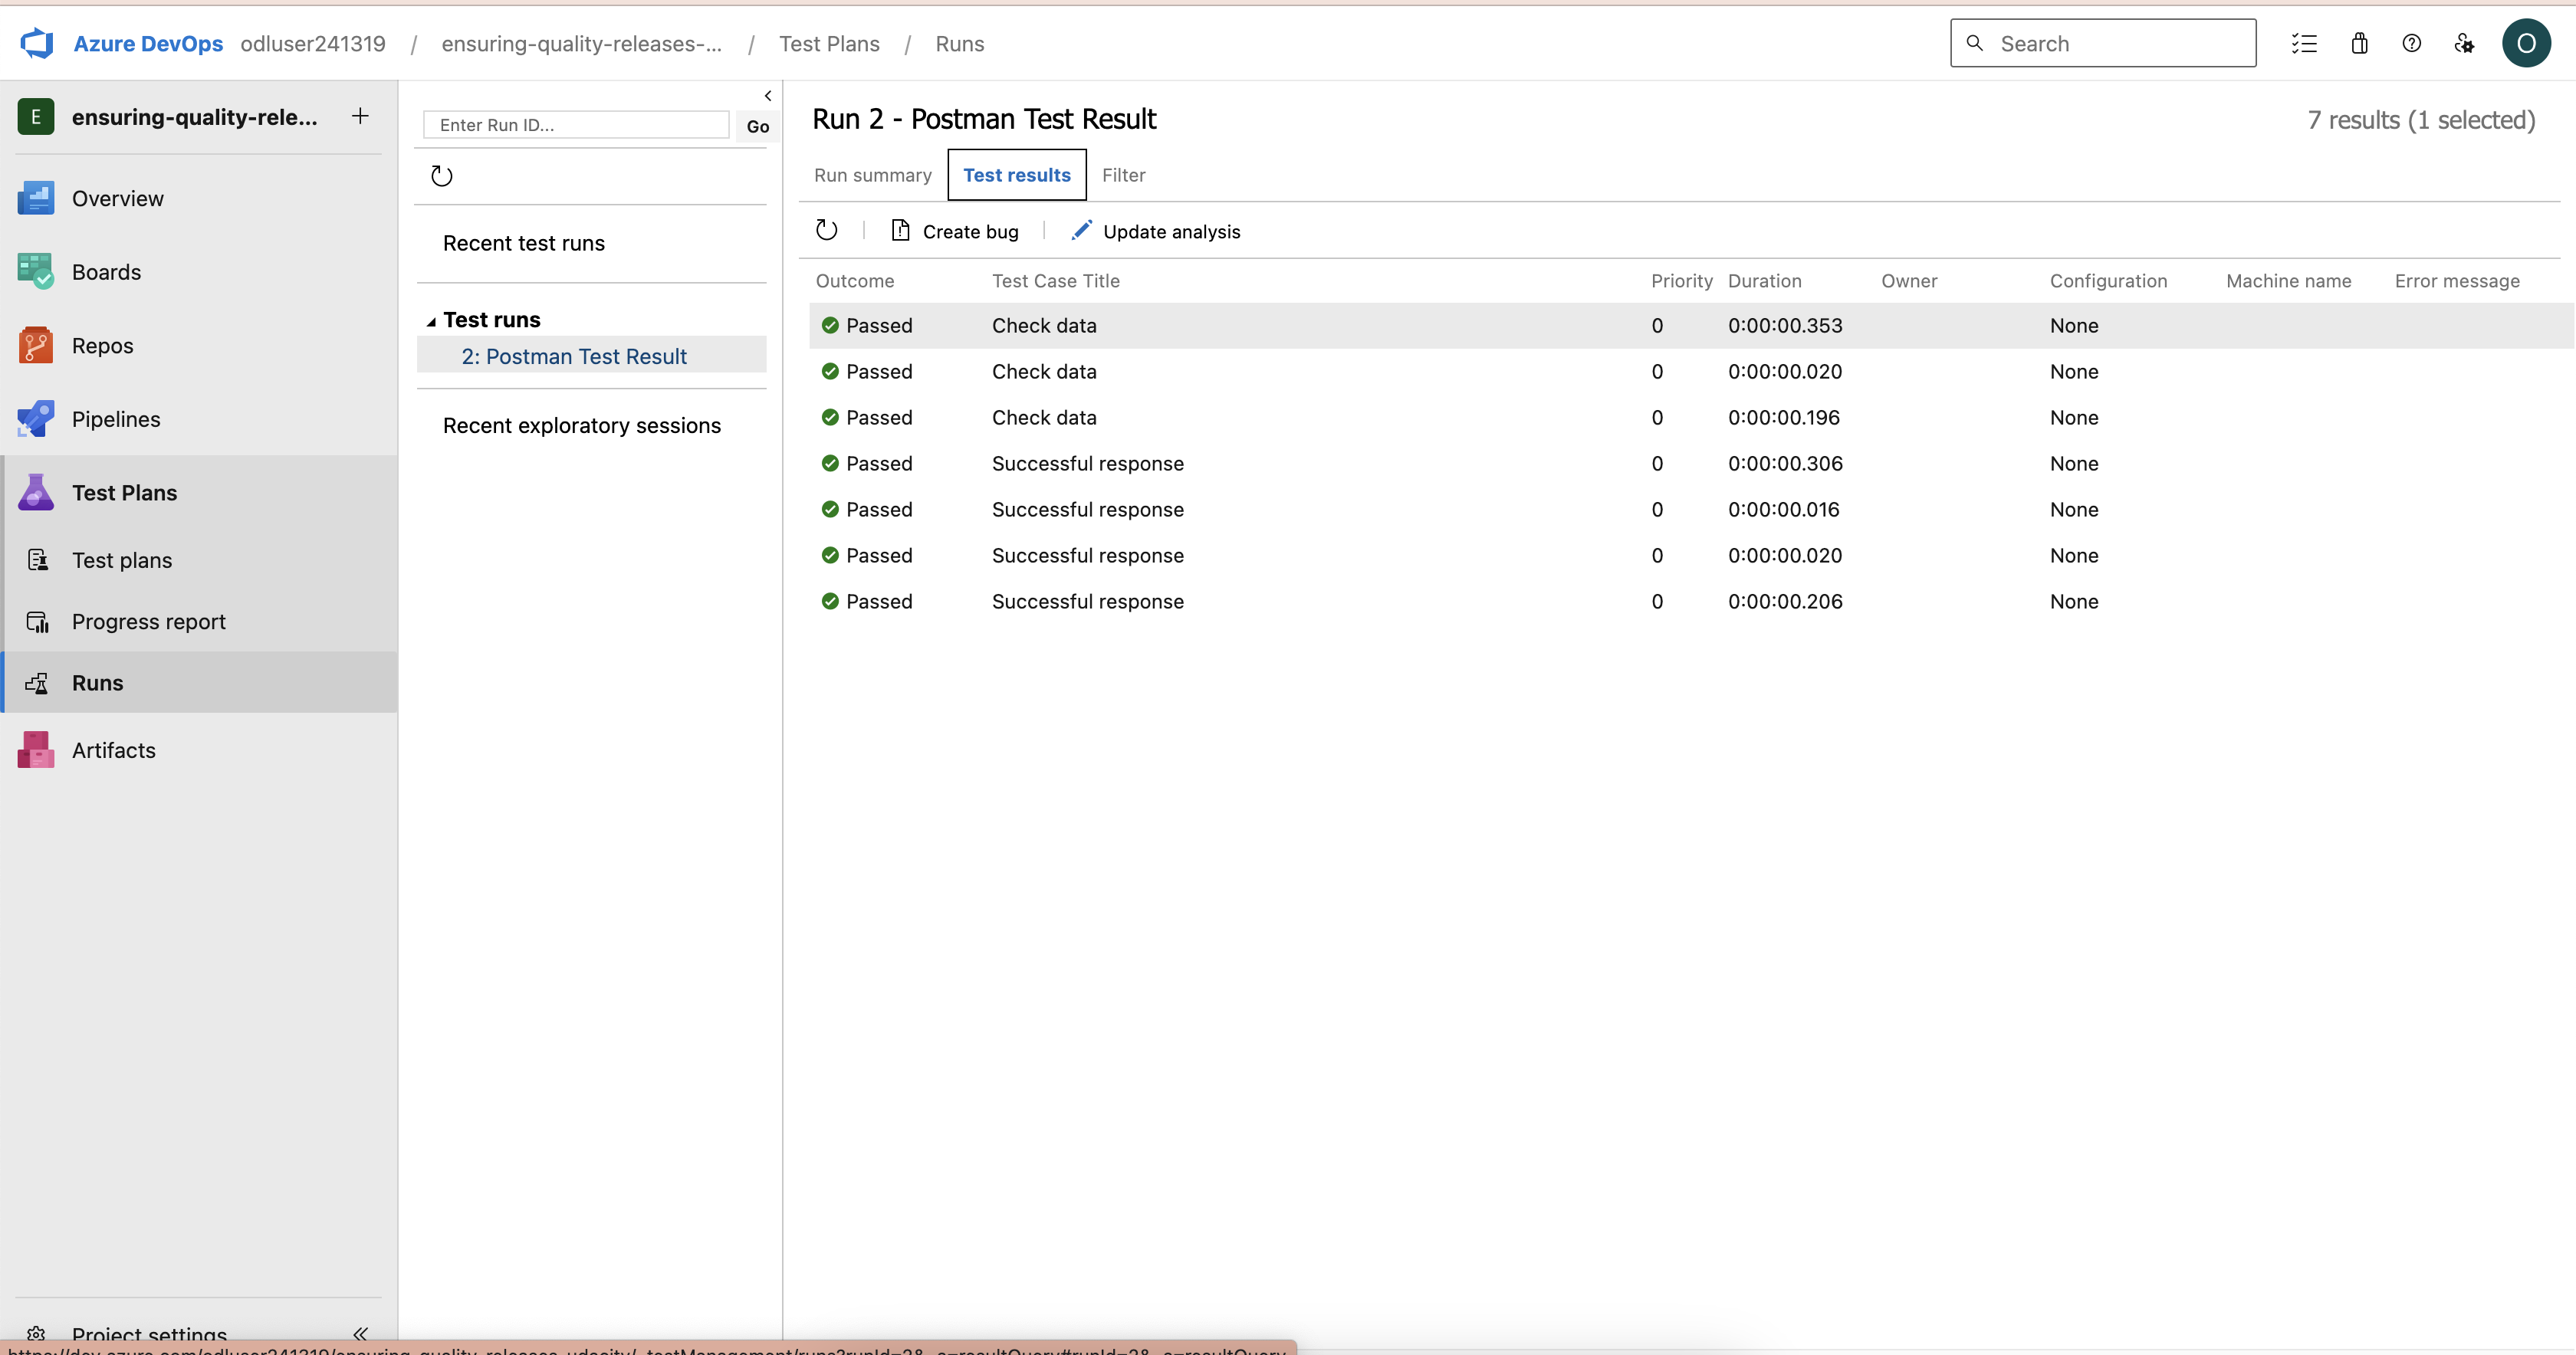 Azure DevOps odluser241319 / ensuring-quality-releases-... / Test Plans / Runs
Search
O
E ensuring-quality-rele... +
Overview
Boards
Repos
Pipelines
Test Plans
Test plans
Progress report
Runs
Artifacts
Project settings
Enter Run ID... Go
Recent test runs
Test runs
2: Postman Test Result
Recent exploratory sessions
Run 2 - Postman Test Result
7 results (1 selected)
Run summary Test results Filter
Create bug Update analysis
Outcome Test Case Title Priority Duration Owner Configuration Machine name Error message
Passed Check data 0 0:00:00.353 None
Passed Check data 0 0:00:00.020 None
Passed Check data 0 0:00:00.196 None
Passed Successful response 0 0:00:00.306 None
Passed Successful response 0 0:00:00.016 None
Passed Successful response 0 0:00:00.020 None
Passed Successful response 0 0:00:00.206 None